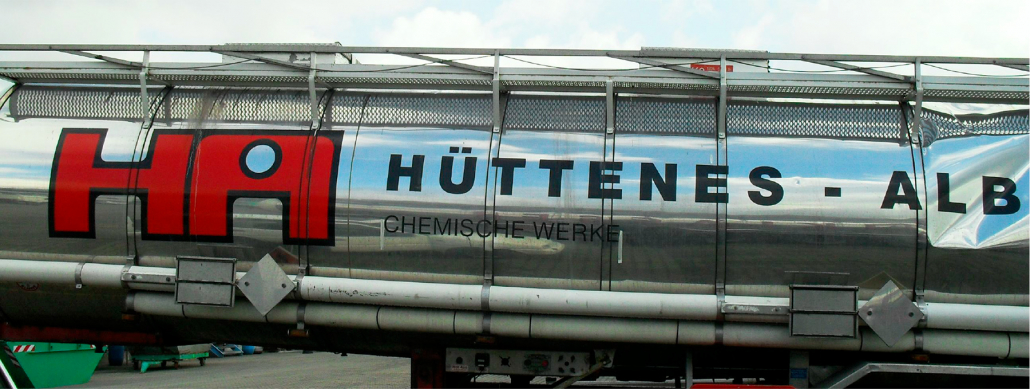 HA HÜTTENES - ALB
CHEMISCHE WERKE